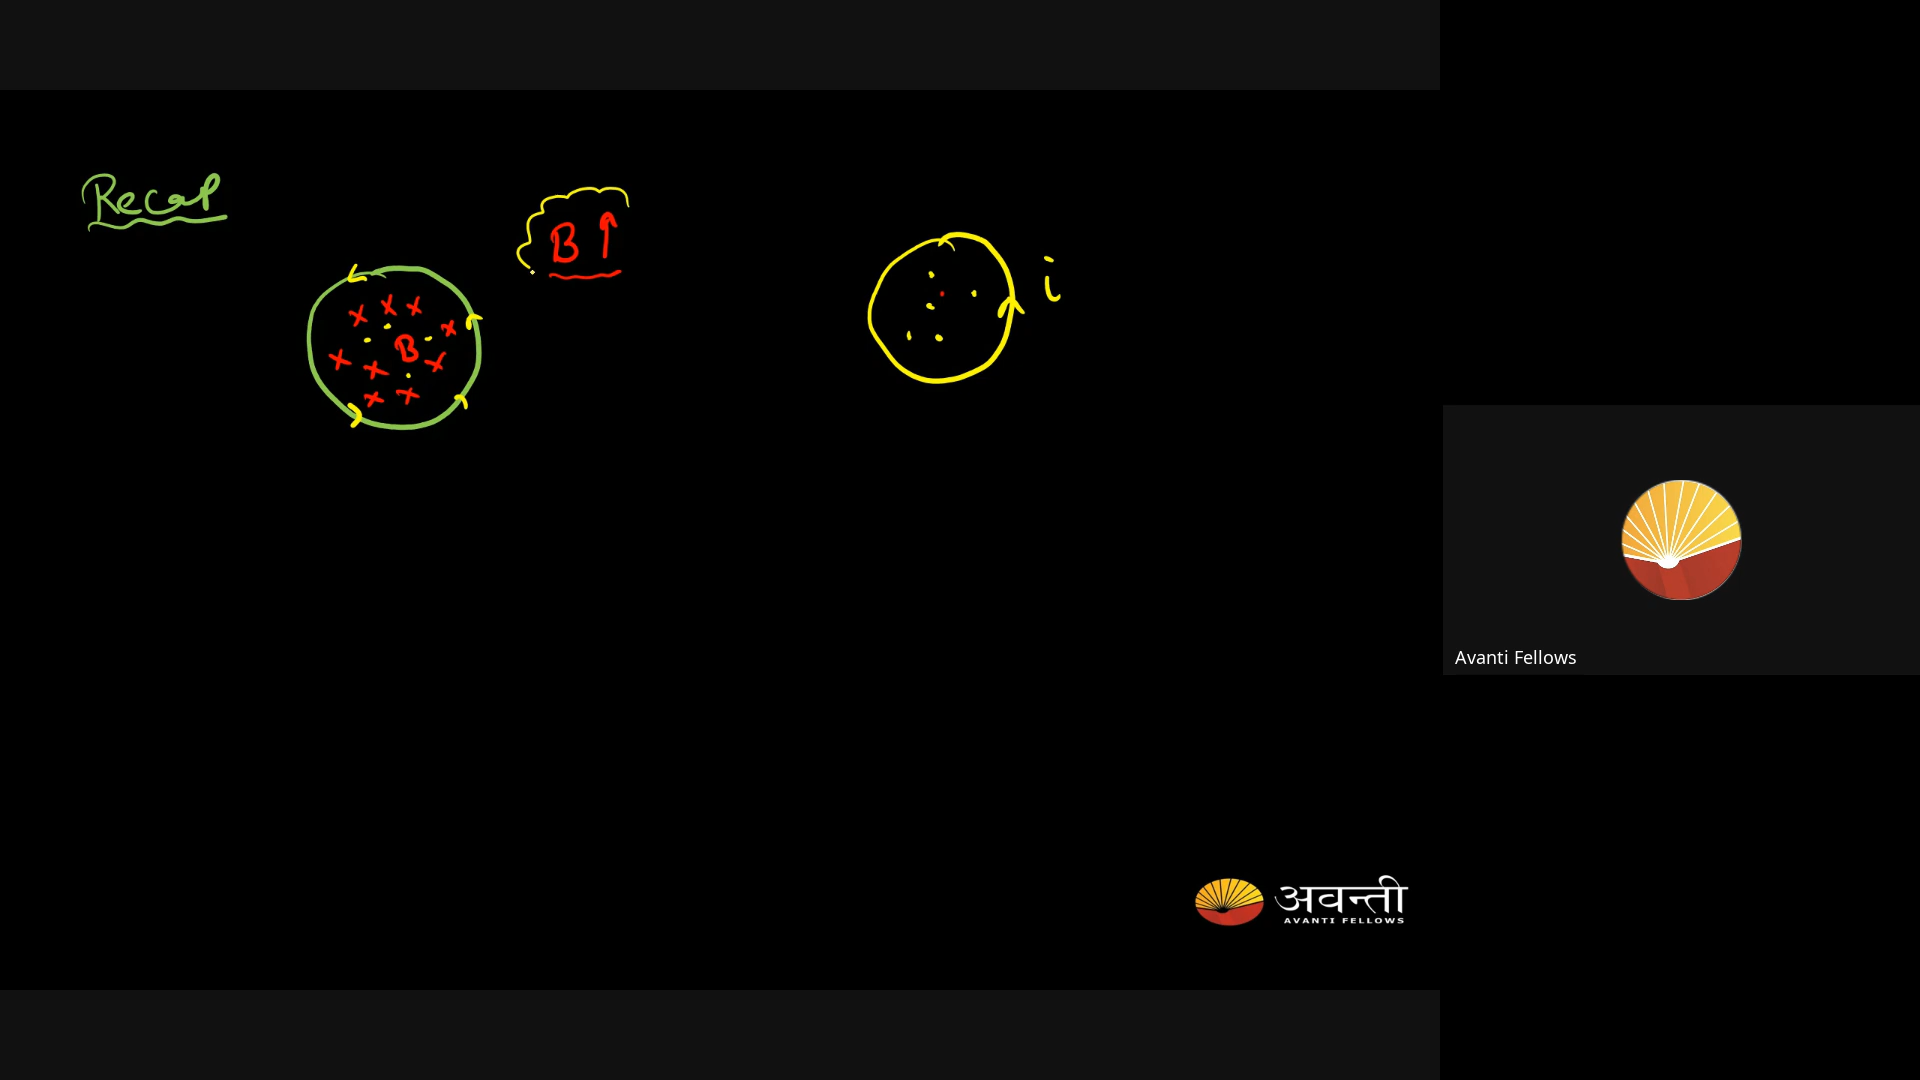 Recap
B ↑
i
x x x
x
B
x x x
x x
Avanti Fellows
अवन्ती
AVANTI FELLOWS